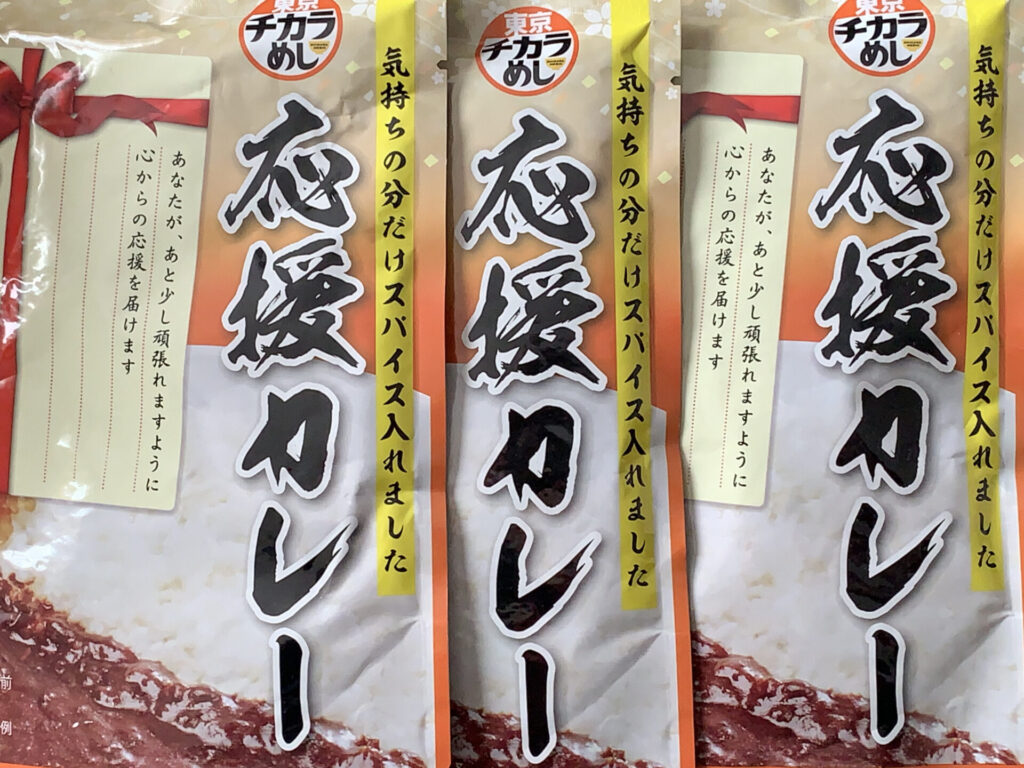 東京
チカラ
めし
気持ちの分だけスパイス入れました
応援カレー
あなたが、あと少し頑張れますように
心からの応援を届けます
前
例
東京
チカラ
めし
気持ちの分だけスパイス入れました
応援カレー
東京
チカラ
めし
気持ちの分だけスパイス入れました
応援カレー
あなたが、あと少し頑張れますように
心からの応援を届けます